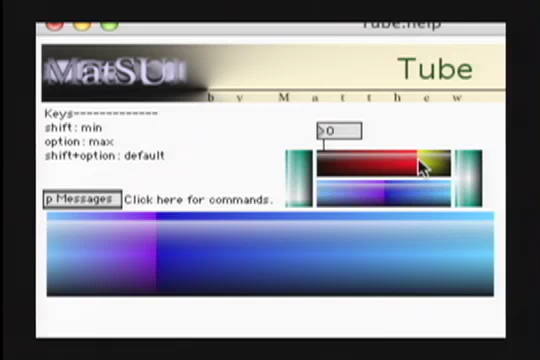 Tube.help
MatSUI
Tube
by Matthew
Keys-------------
shift: min
option: max
shift+option: default
0
p Messages
Click here for commands.